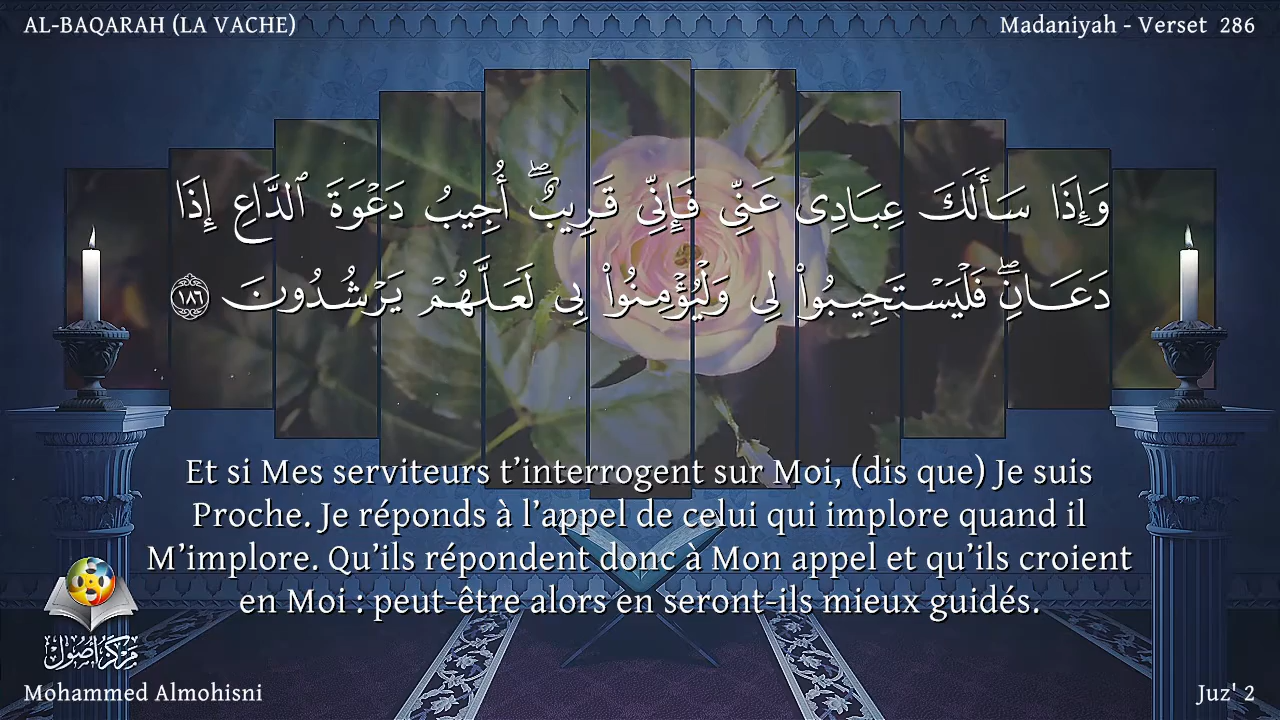 AL-BAQARAH (LA VACHE)
Madaniyah - Verset 286
وَإِذَا سَأَلَكَ عِبَادِى عَنِّى فَإِنِّى قَرِيبٌ ۖ أُجِيبُ دَعْوَةَ ٱلدَّاعِ إِذَا
دَعَانِ ۖ فَلْيَسْتَجِيبُوا۟ لِى وَلْيُؤْمِنُوا۟ بِى لَعَلَّهُمْ يَرْشُدُونَ ١٨٦
Et si Mes serviteurs t’interrogent sur Moi, (dis que) Je suis
Proche. Je réponds à l’appel de celui qui implore quand il
M’implore. Qu’ils répondent donc à Mon appel et qu’ils croient
en Moi : peut-être alors en seront-ils mieux guidés.
مركز أصول
Mohammed Almohisni
Juz' 2